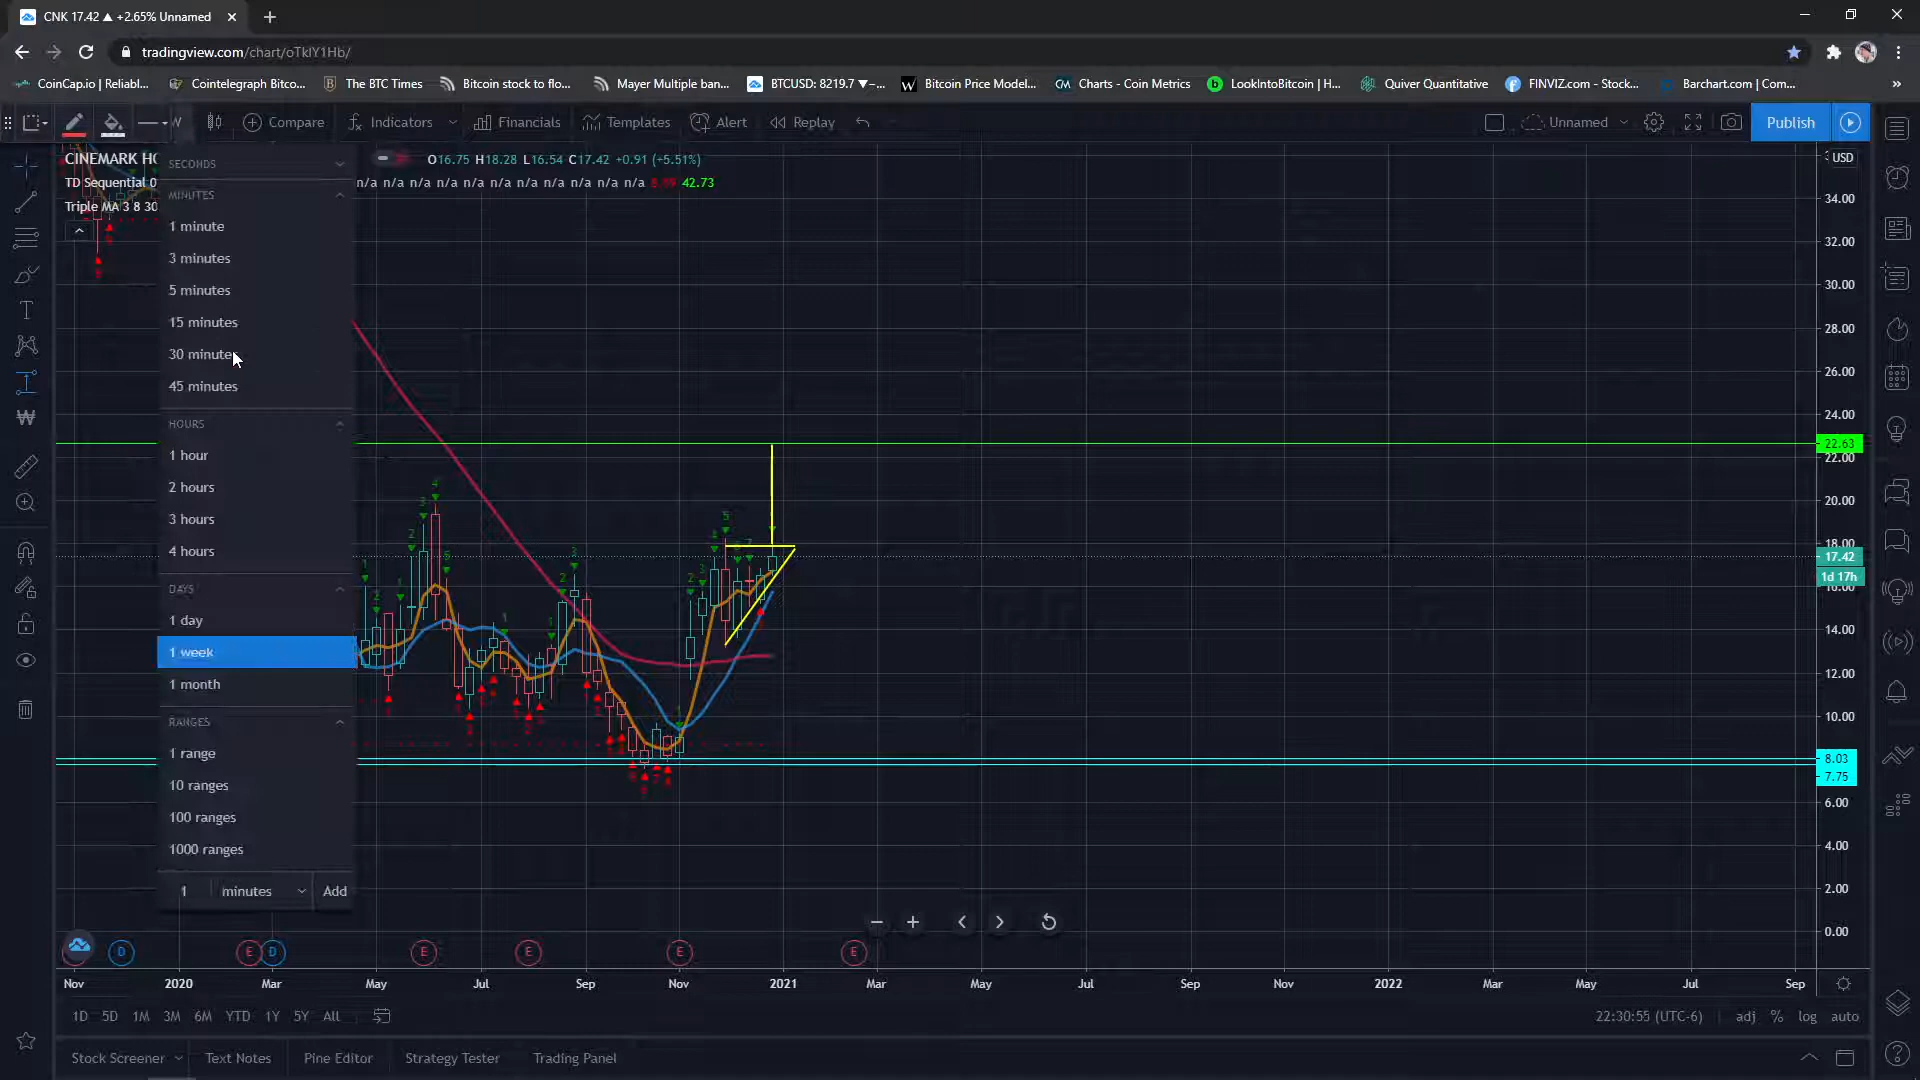 CNK 17.42 ▲ +2.65% Unnamed
tradingview.com/chart/oTklY1Hb/
CoinCap.io | Reliabl...
Cointelegraph Bitco...
The BTC Times
Bitcoin stock to flo...
Mayer Multiple ban...
BTCUSD: 8219.7 ▼−...
Bitcoin Price Model...
Charts - Coin Metrics
LookIntoBitcoin | H...
Quiver Quantitative
FINVIZ.com - Stock...
Barchart.com | Com...
W
Compare
Indicators
Financials
Templates
Alert
Replay
Unnamed
Publish
CINEMARK HO
O16.75 H18.28 L16.54 C17.42 +0.91 (+5.51%)
TD Sequential 0
n/a n/a n/a n/a n/a n/a n/a n/a n/a n/a n/a 42.73
Triple MA 3 8 30
SECONDS
MINUTES
1 minute
3 minutes
5 minutes
15 minutes
30 minute
45 minutes
HOURS
1 hour
2 hours
3 hours
4 hours
DAYS
1 day
1 week
1 month
RANGES
1 range
10 ranges
100 ranges
1000 ranges
1 minutes Add
USD
34.00
32.00
30.00
28.00
26.00
24.00
22.63
22.00
20.00
18.00
17.42
1d 17h
16.00
14.00
12.00
10.00
8.03
7.75
6.00
4.00
2.00
0.00
D E D E E E E
Nov 2020 Mar May Jul Sep Nov 2021 Mar May Jul Sep Nov 2022 Mar May Jul Sep
1D 5D 1M 3M 6M YTD 1Y 5Y All
22:30:55 (UTC-6) adj % log auto
Stock Screener
Text Notes
Pine Editor
Strategy Tester
Trading Panel